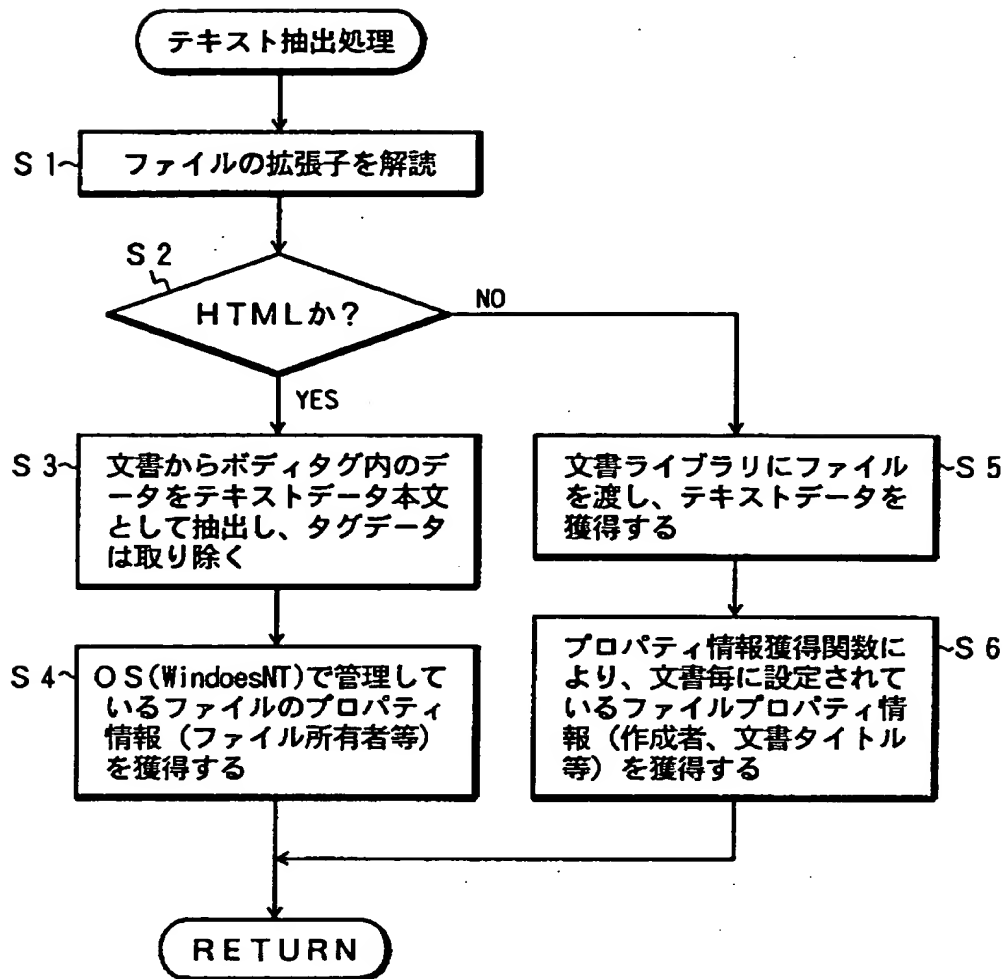 テキスト抽出処理
S1
ファイルの拡張子を解読
S2
HTMLか?
NO
YES
S3
文書からボディタグ内のデ
ータをテキストデータ本文
として抽出し、タグデータ
は取り除く
文書ライブラリにファイル
を渡し、テキストデータを
獲得する
S5
S4
OS(WindoesNT)で管理して
いるファイルのプロパティ
情報(ファイル所有者等)
を獲得する
プロパティ情報獲得関数に
より、文書毎に設定されて
いるファイルプロパティ情
報(作成者、文書タイトル
等)を獲得する
S6
RETURN